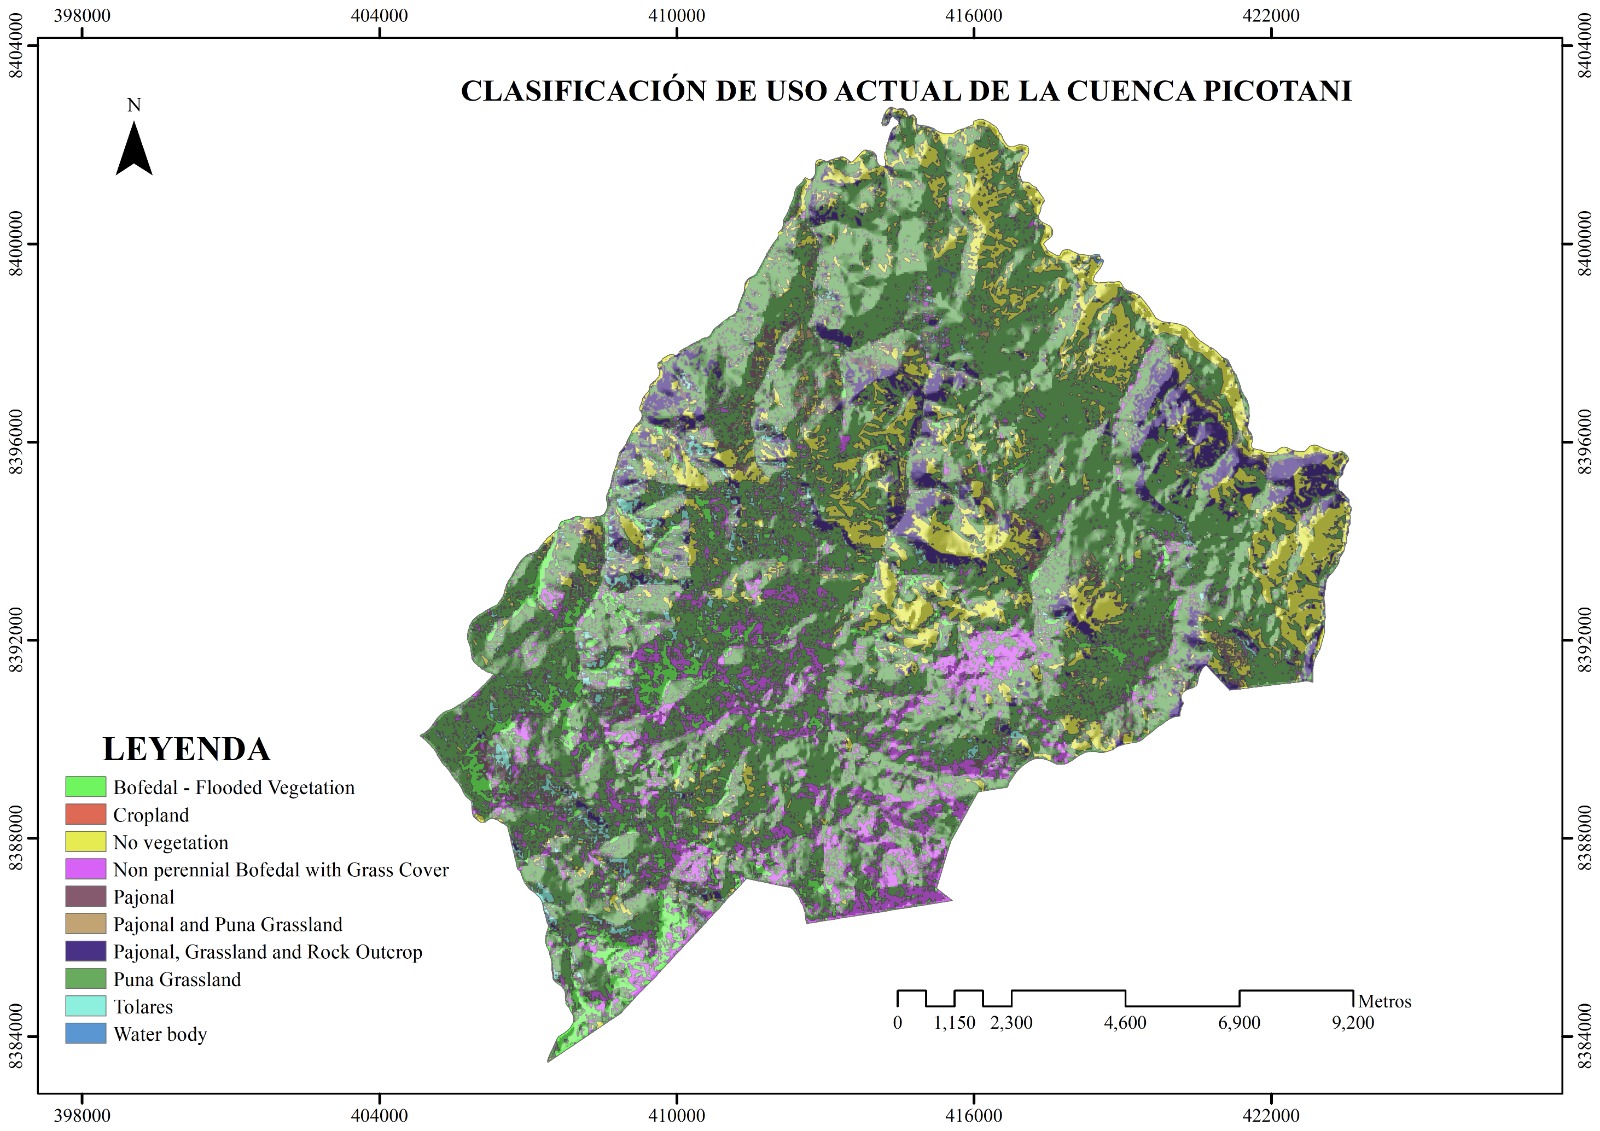 398000 404000 410000 416000 422000
8404000 8404000
CLASIFICACIÓN DE USO ACTUAL DE LA CUENCA PICOTANI
N
8400000 8400000
8396000 8396000
8392000 8392000
LEYENDA
Bofedal - Flooded Vegetation
Cropland
8388000 8388000
No vegetation
Non perennial Bofedal with Grass Cover
Pajonal
Pajonal and Puna Grassland
Pajonal, Grassland and Rock Outcrop
Puna Grassland
Tolares
Metros
0 1,150 2,300 4,600 6,900 9,200
Water body
8384000 8384000
398000 404000 410000 416000 422000